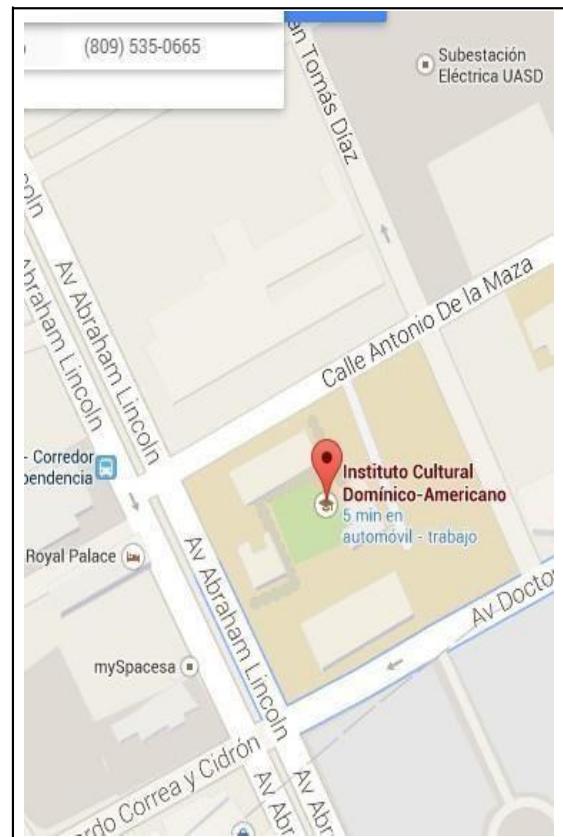 (809) 535-0665
Subestación
Eléctrica UASD
Tomás Díaz
Av Abraham Lincoln
Abraham Lincoln
Calle Antonio De la Maza
- Corredor
Instituto Cultural
Domínico-Americano
5 min en
automóvil - trabajo
Royal Palace
Av Abraham Lincoln
Av Doctor
mySpacesa
Correa y Cidrón
Av Abr
Av Abr